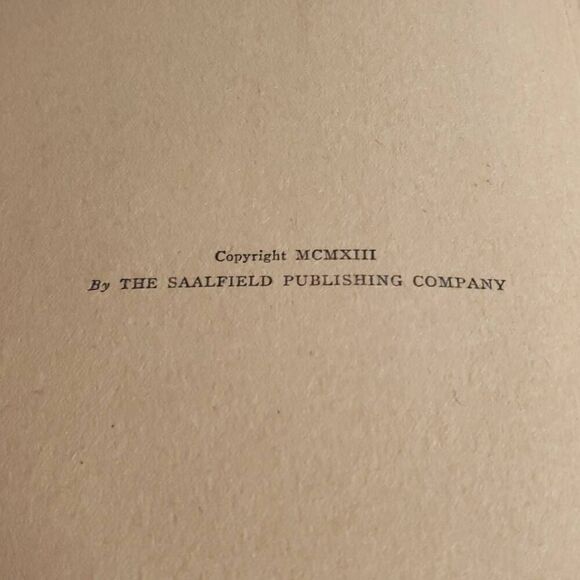 Copyright MCMXIII
By THE SAALFIELD PUBLISHING COMPANY